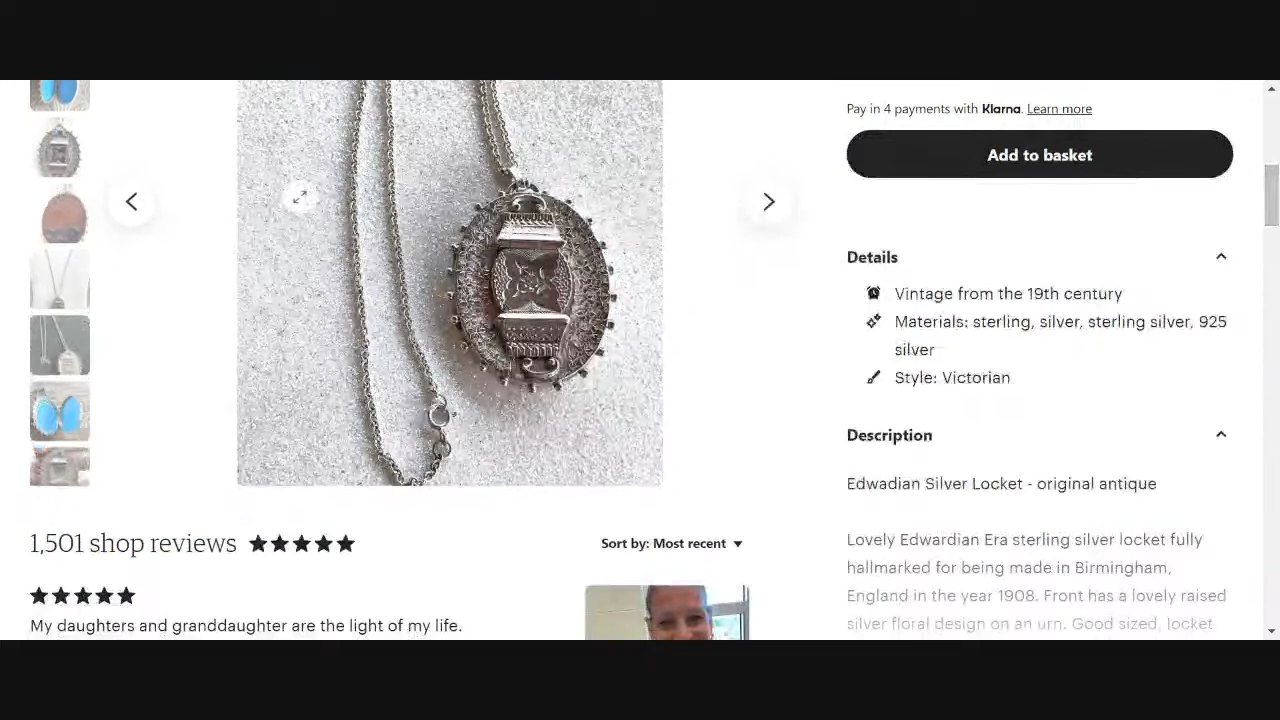 Pay in 4 payments with Klarna. Learn more
Add to basket
Details
Vintage from the 19th century
Materials: sterling, silver, sterling silver, 925
silver
Style: Victorian
Description
Edwadian Silver Locket - original antique
Lovely Edwardian Era sterling silver locket fully
hallmarked for being made in Birmingham,
England in the year 1908. Front has a lovely raised
silver floral design on an urn. Good sized, locket
1,501 shop reviews
Sort by: Most recent
My daughters and granddaughter are the light of my life.